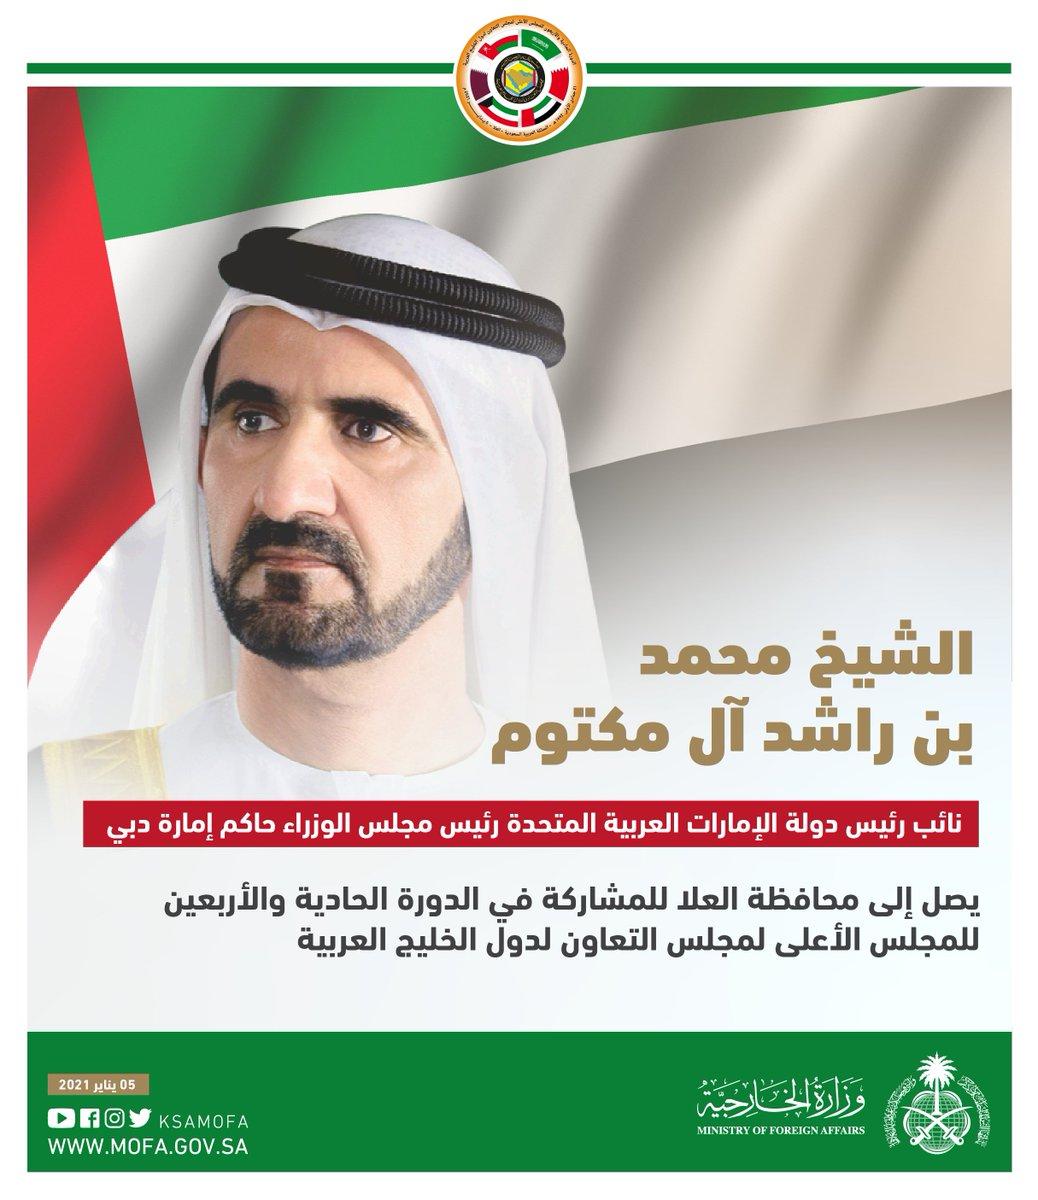 الشيخ محمد
بن راشد آل مكتوم
نائب رئيس دولة الإمارات العربية المتحدة رئيس مجلس الوزراء حاكم إمارة دبي
يصل إلى محافظة العلا للمشاركة في الدورة الحادية والأربعين
للمجلس الأعلى لمجلس التعاون لدول الخليج العربية
05 يناير 2021
KSAMOFA
WWW.MOFA.GOV.SA
وزارة الخارجية
MINISTRY OF FOREIGN AFFAIRS